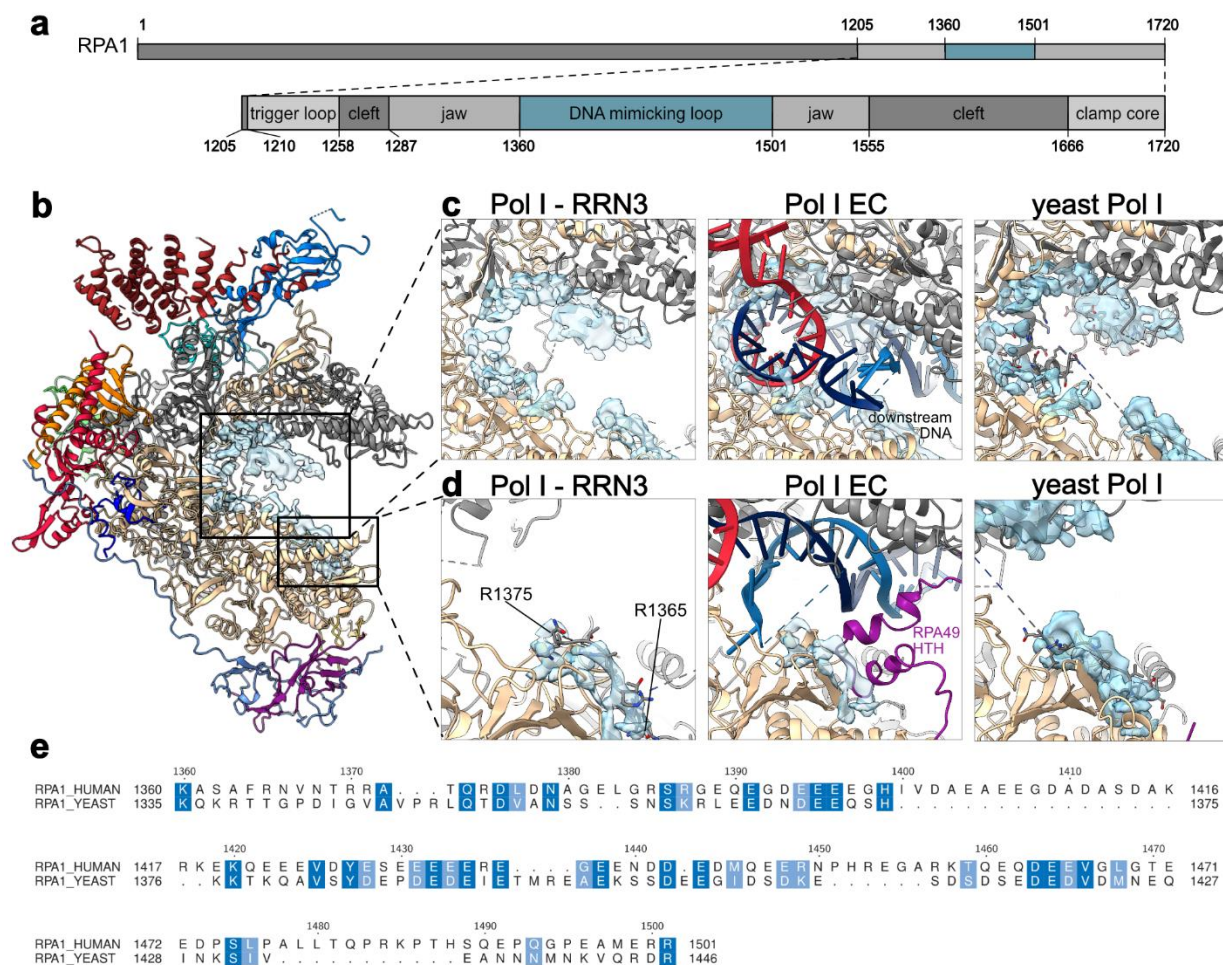 a
RPA1
1 1205 1360 1501 1720
trigger loop cleft jaw DNA mimicking loop jaw cleft clamp core
1205 1210 1258 1287 1360 1501 1555 1666 1720
b
c
Pol I - RRN3 Pol I EC yeast Pol I
downstream
DNA
d
Pol I - RRN3 Pol I EC yeast Pol I
R1375
R1365
RPA49
HTH
e
1360 1370 1380 1390 1400 1410
RPA1_HUMAN 1360 K A S A F R N V N T R R A . . . T Q R D L D N A G E L G R S R G E Q E G D E E E E G H I V D A E A E E G D A D A S D A K 1416
RPA1_YEAST 1335 K Q K R T T G P D I G V A V P R L Q T D V A N S S . . S N S K R L E E D N D E E Q S H . . . . . . . . . . . . . . . . . 1375
1420 1430 1440 1450 1460 1470
RPA1_HUMAN 1417 R K E K Q E E E V D Y E S E E E E E R E . . . . G E E N D D . E D M Q E E R N P H R E G A R K T Q E Q D E E V G L G T E 1471
RPA1_YEAST 1376 . . K K T K Q A V S Y D E P D E D E I E T M R E A E K S S D E E G I D S D K E . . . . . . S D S D S E D E D V D M N E Q 1427
1480 1490 1500
RPA1_HUMAN 1472 E D P S L P A L L T Q P R K P T H S Q E P Q G P E A M E R R 1501
RPA1_YEAST 1428 I N K S I V . . . . . . . . . . . E A N N N M N K V Q R D R 1446